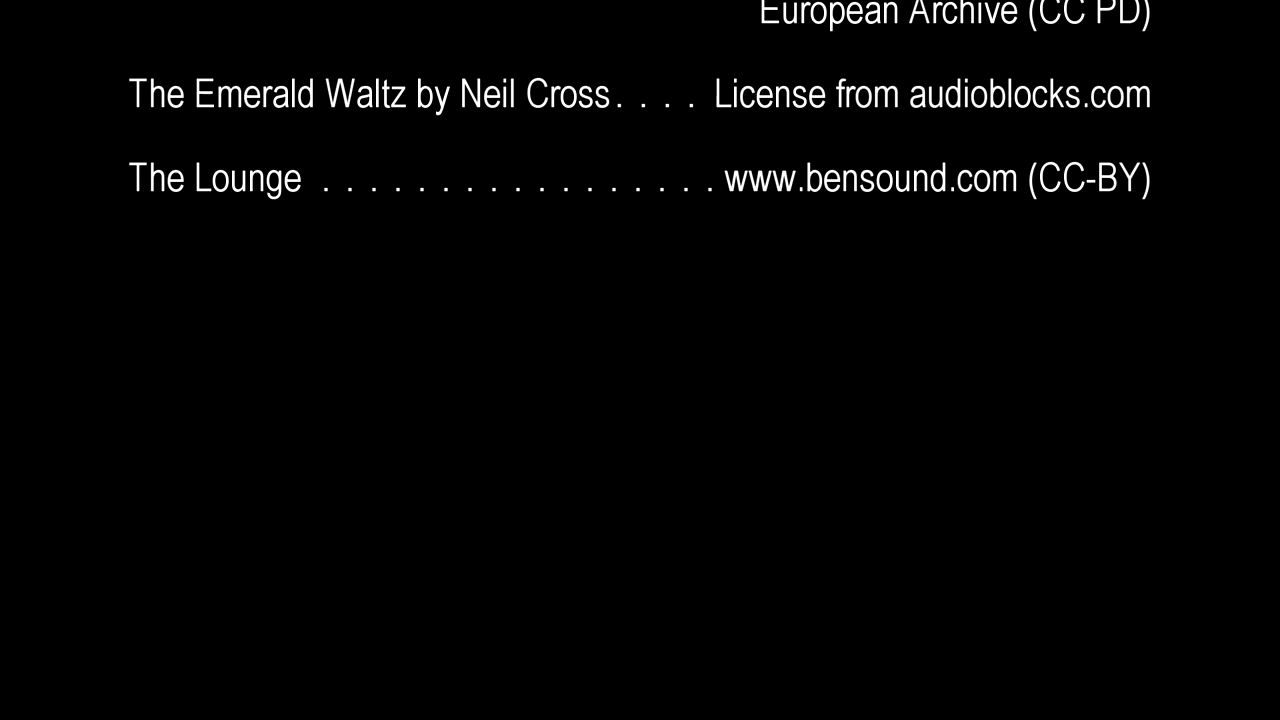 European Archive (CC PD)
The Emerald Waltz by Neil Cross. . . . License from audioblocks.com
The Lounge . . . . . . . . . . . . . . . . . www.bensound.com (CC-BY)